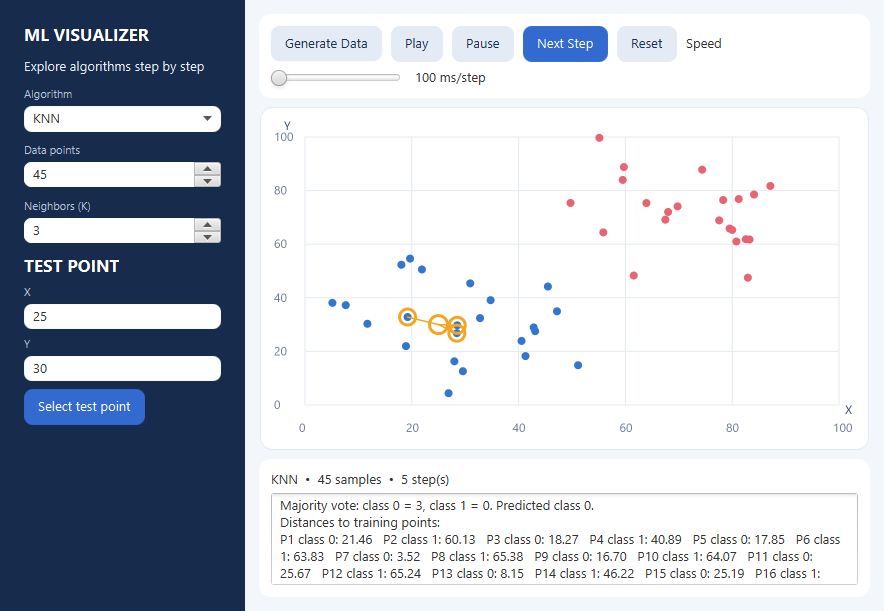 ML VISUALIZER
Explore algorithms step by step
Algorithm
KNN
Data points
45
Neighbors (K)
3
TEST POINT
X
25
Y
30
Select test point
Generate Data Play Pause Next Step Reset Speed
100 ms/step
Y
100
80
60
40
20
0
X
0 20 40 60 80 100
KNN • 45 samples • 5 step(s)
Majority vote: class 0 = 3, class 1 = 0. Predicted class 0.
Distances to training points:
P1 class 0: 21.46 P2 class 1: 60.13 P3 class 0: 18.27 P4 class 1: 40.89 P5 class 0: 17.85 P6 class
1: 63.83 P7 class 0: 3.52 P8 class 1: 65.38 P9 class 0: 16.70 P10 class 1: 64.07 P11 class 0:
25.67 P12 class 1: 65.24 P13 class 0: 8.15 P14 class 1: 46.22 P15 class 0: 25.19 P16 class 1: